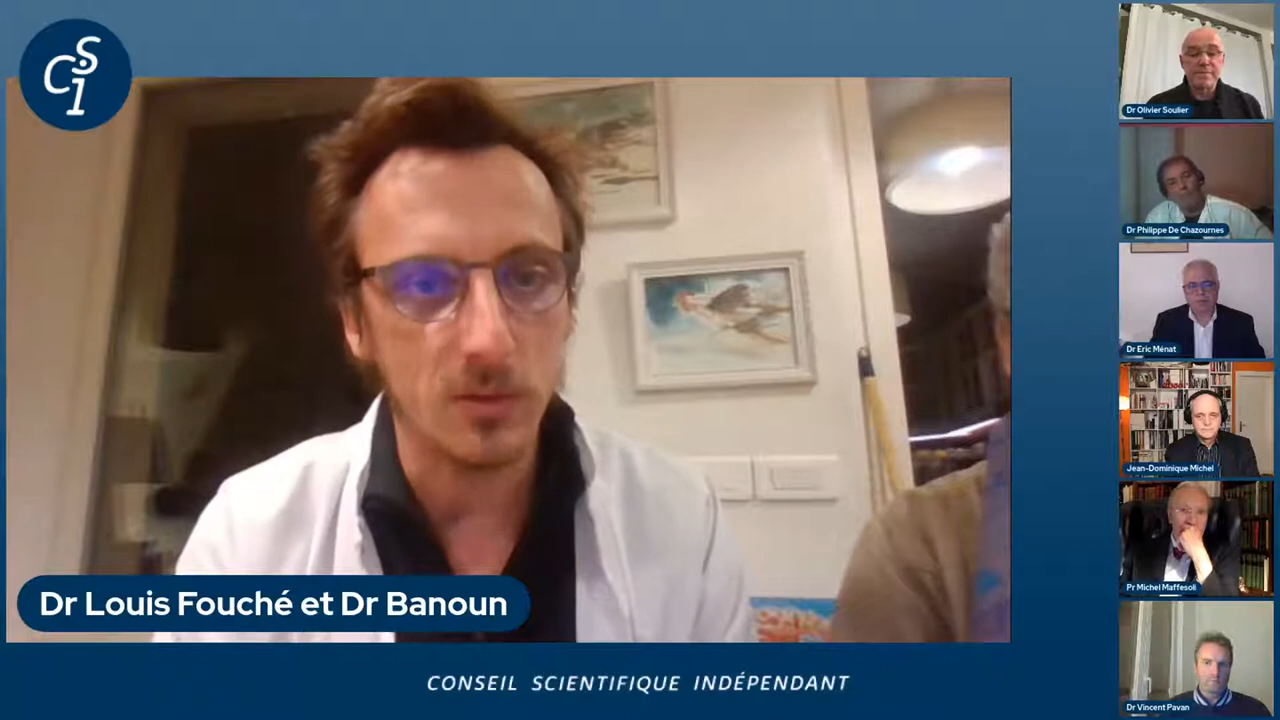 CSI
Dr Louis Fouché et Dr Banoun
CONSEIL SCIENTIFIQUE INDÉPENDANT
Dr Olivier Soulier
Dr Philippe De Chazournes
Dr Eric Ménat
Jean-Dominique Michel
Pr Michel Maffesoli
Dr Vincent Pavan